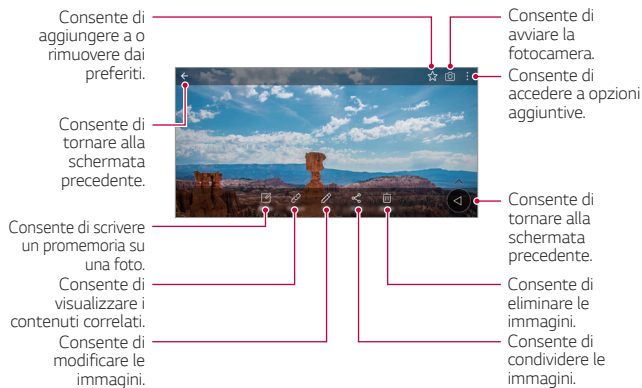 Consente di
aggiungere a o
rimuovere dai
preferiti.
Consente di
tornare alla
schermata
precedente.
Consente di scrivere
un promemoria su
una foto.
Consente di
visualizzare i
contenuti correlati.
Consente di
modificare le
immagini.
Consente di
avviare la
fotocamera.
Consente di
accedere a opzioni
aggiuntive.
Consente di
tornare alla
schermata
precedente.
Consente di
eliminare le
immagini.
Consente di
condividere le
immagini.